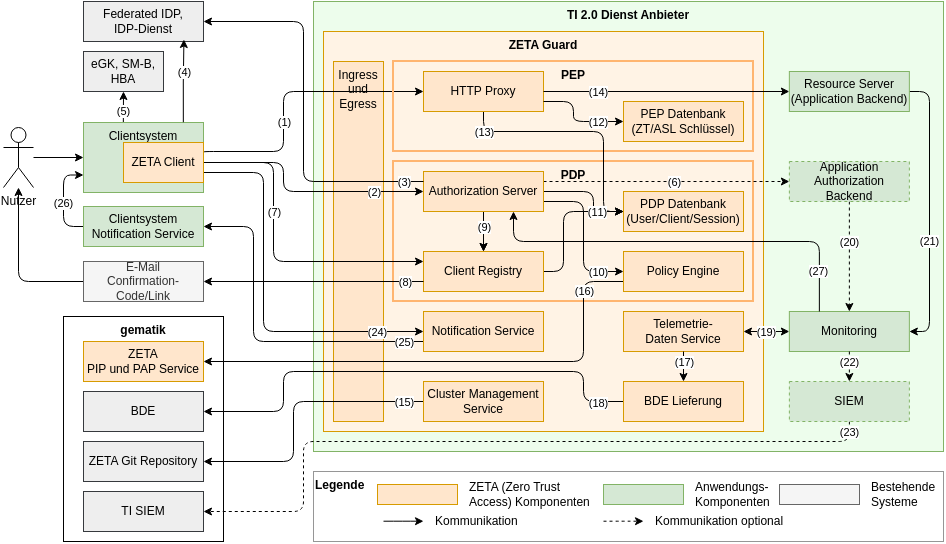 Federated IDP,
IDP-Dienst
TI 2.0 Dienst Anbieter
ZETA Guard
eGK, SM-B,
HBA
(4)
(5)
Ingress
und
Egress
PEP
HTTP Proxy
(14)
(12)
(13)
(1)
PEP Datenbank
(ZT/ASL Schlüssel)
Resource Server
(Application Backend)
Clientsystem
ZETA Client
Nutzer
(26)
(7)
(3)
(2)
PDP
Authorization Server
(6)
Application
Authorization
Backend
(11)
PDP Datenbank
(User/Client/Session)
Clientsystem
Notification Service
(9)
(20)
(21)
E-Mail
Confirmation-
Code/Link
(8)
Client Registry
(10)
(16)
Policy Engine
(27)
gematik
(24)
(25)
Notification Service
Telemetrie-
Daten Service
(19)
Monitoring
ZETA
PIP und PAP Service
(17)
(22)
BDE
(15)
Cluster Management
Service
(18)
BDE Lieferung
SIEM
(23)
ZETA Git Repository
TI SIEM
Legende
ZETA (Zero Trust
Access) Komponenten
Anwendungs-
Komponenten
Bestehende
Systeme
Kommunikation
Kommunikation optional